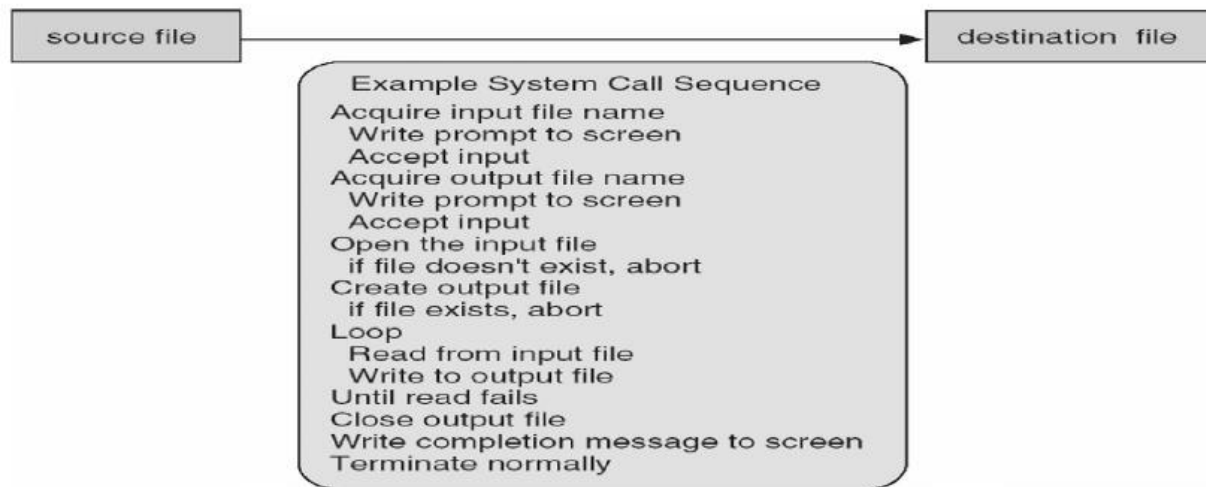 source file
destination file
Example System Call Sequence
Acquire input file name
Write prompt to screen
Accept input
Acquire output file name
Write prompt to screen
Accept input
Open the input file
if file doesn't exist, abort
Create output file
if file exists, abort
Loop
Read from input file
Write to output file
Until read fails
Close output file
Write completion message to screen
Terminate normally